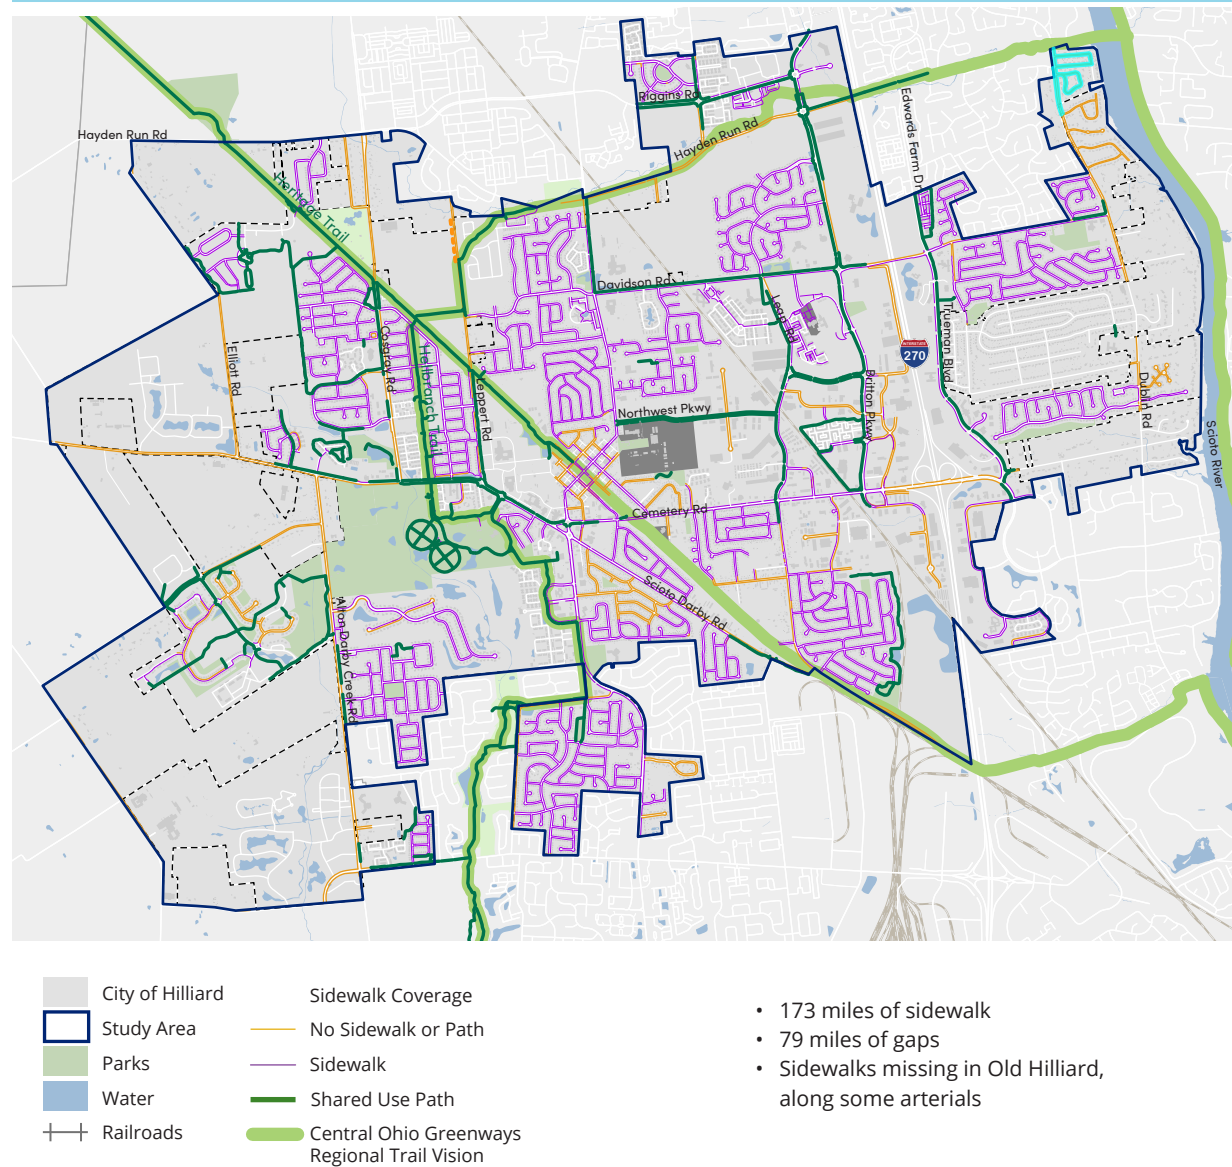 Hayden Run Rd
Riggins Rd
Hayden Run Rd
Edwards Farm Dr
Heritage Trail
Davidson Rd
Leap Rd
Trueman Blvd
INTERSTATE
270
Elliott Rd
Cosgray Rd
Heilbranch Trail
Leppert Rd
Britton Pkwy
Dublin Rd
Northwest Pkwy
Scioto River
Cemetery Rd
Scioto Darby Rd
Alton Darby Creek Rd
City of Hilliard
Study Area
Parks
Water
Railroads
Sidewalk Coverage
No Sidewalk or Path
Sidewalk
Shared Use Path
Central Ohio Greenways
Regional Trail Vision
• 173 miles of sidewalk
• 79 miles of gaps
• Sidewalks missing in Old Hilliard,
along some arterials